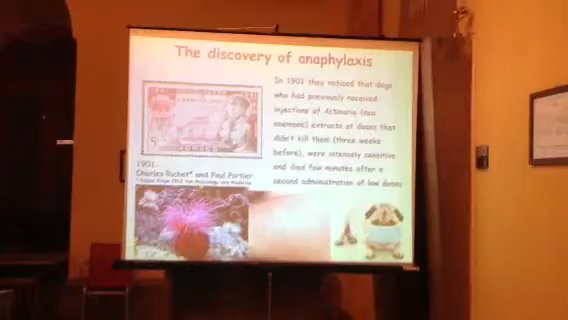 The discovery of anaphylaxis
In 1901 they noticed that dogs
who had previously received
injections of Actinaria (sea
anemone) extracts at doses that
didn't kill them (three weeks
before), were intensely sensitive
and died few minutes after a
second administration of low doses
MONACO
1901.
Charles Richet* and Paul Portier